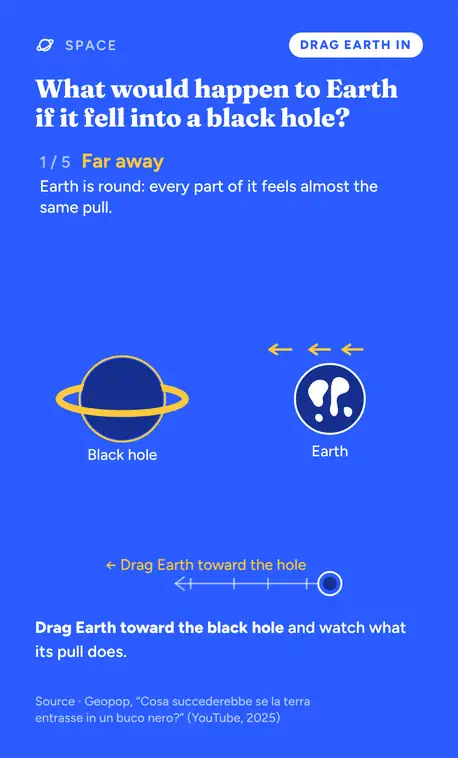 SPACE
DRAG EARTH IN
What would happen to Earth
if it fell into a black hole?
1 / 5 Far away
Earth is round: every part of it feels almost the
same pull.
Black hole
Earth
← Drag Earth toward the hole
Drag Earth toward the black hole and watch what
its pull does.
Source · Geopop, “Cosa succederebbe se la terra
entrasse in un buco nero?” (YouTube, 2025)